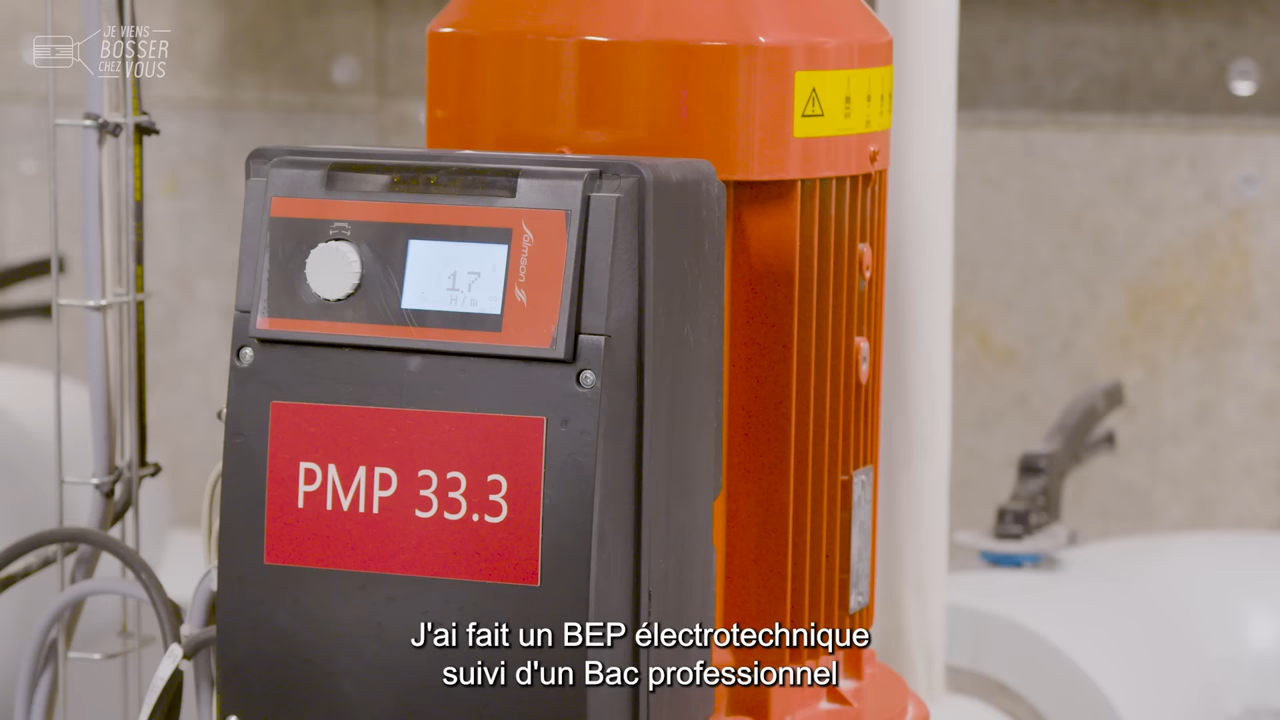 JE VIENS
BOSSER
CHEZ VOUS
Salmson
1.7
H / m
PMP 33.3
J'ai fait un BEP électrotechnique
suivi d'un Bac professionnel